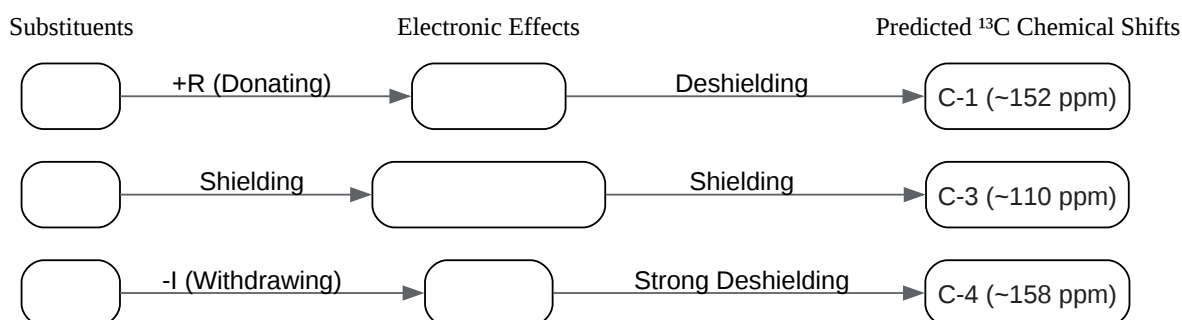 Substituents Electronic Effects Predicted ¹³C Chemical Shifts
+R (Donating) Deshielding C-1 (~152 ppm)
Shielding Shielding C-3 (~110 ppm)
-I (Withdrawing) Strong Deshielding C-4 (~158 ppm)